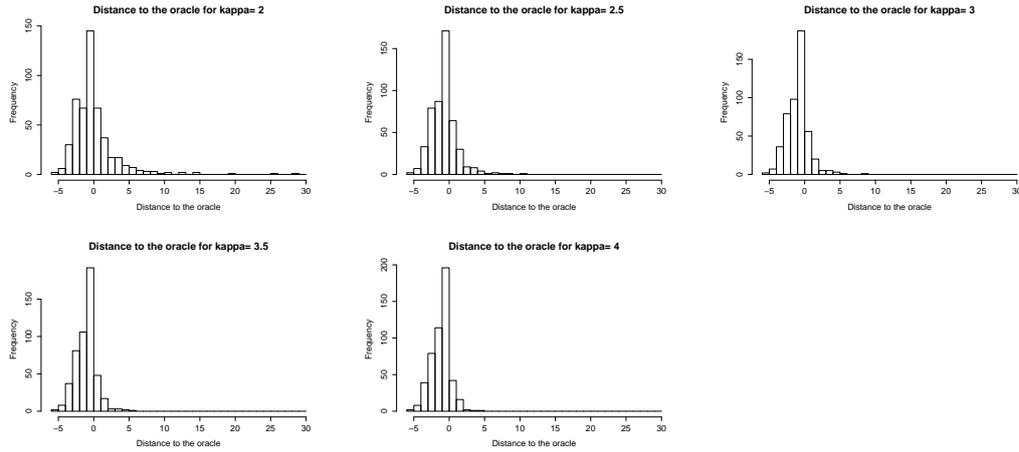 Distance to the oracle for kappa= 2
Frequency
0 50 100 150
−5 0 5 10 15 20 25 30
Distance to the oracle
Distance to the oracle for kappa= 2.5
Frequency
0 50 100 150
−5 0 5 10 15 20 25 30
Distance to the oracle
Distance to the oracle for kappa= 3
Frequency
0 50 100 150
−5 0 5 10 15 20 25 30
Distance to the oracle
Distance to the oracle for kappa= 3.5
Frequency
0 50 100 150
−5 0 5 10 15 20 25 30
Distance to the oracle
Distance to the oracle for kappa= 4
Frequency
0 50 100 150 200
−5 0 5 10 15 20 25 30
Distance to the oracle